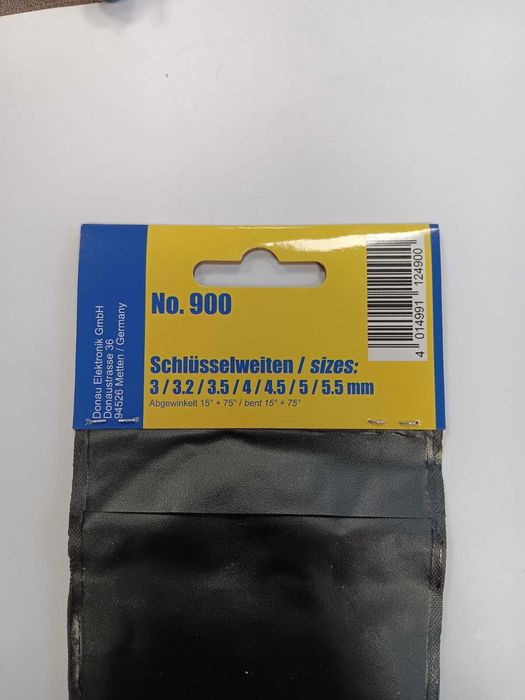 No. 900
Schlüsselweiten / sizes:
3 / 3.2 / 3.5 / 4 / 4.5 / 5 / 5.5 mm
Abgewinkelt 15° + 75° / bent 15° + 75°
Donau Elektronik GmbH
Donaustrasse 36
94526 Metten / Germany
4 014991 124900